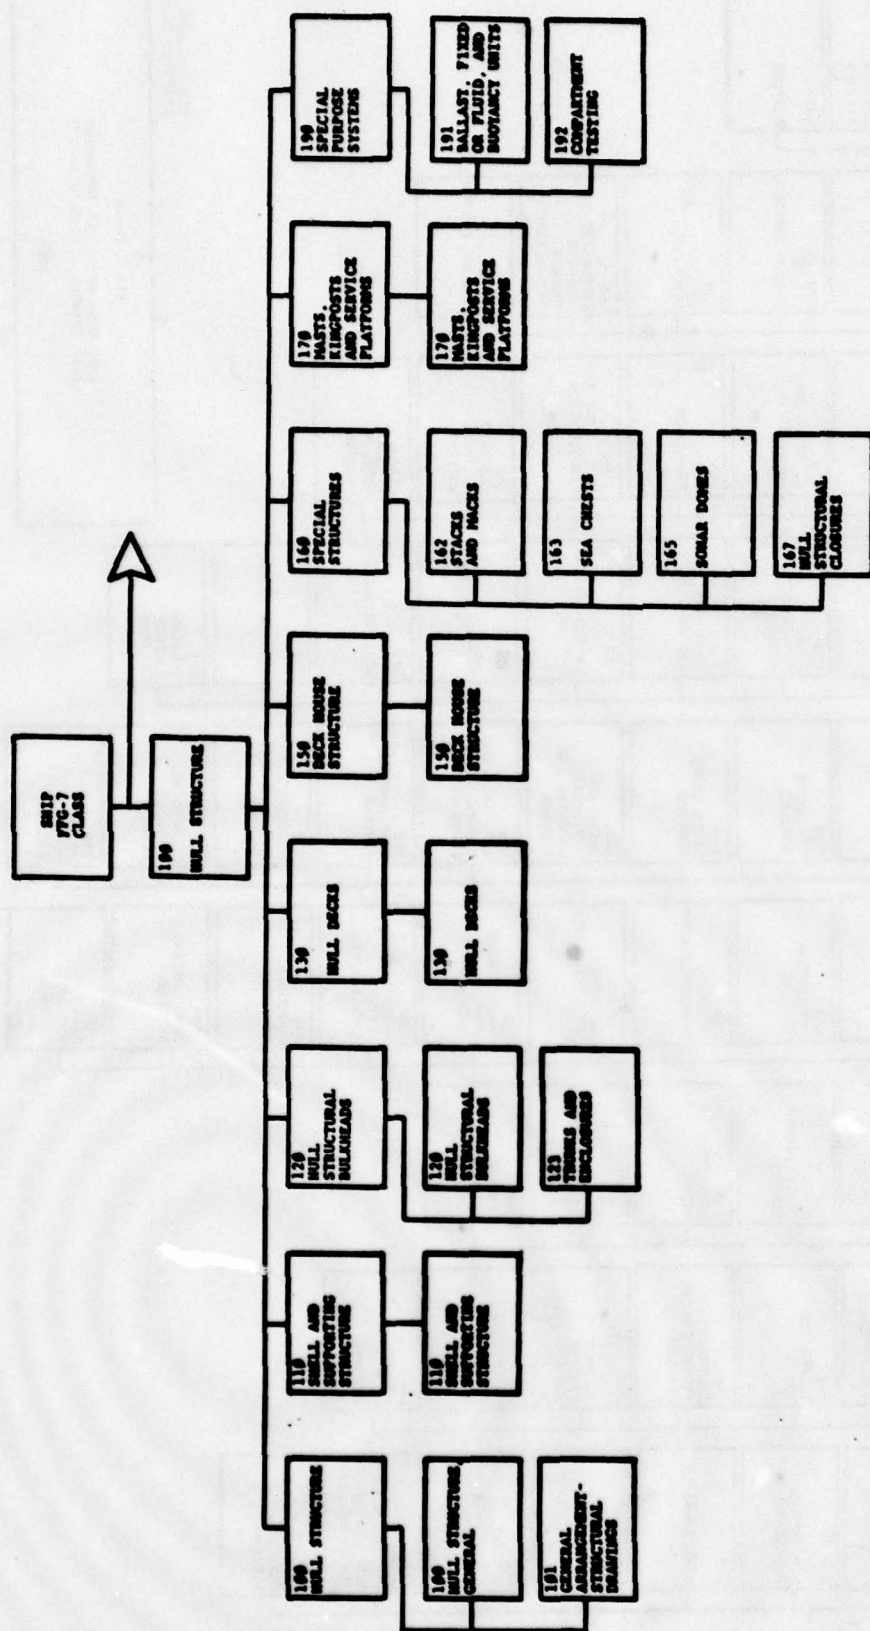 SHIP
FFG-7
CLASS
100
HULL STRUCTURE
100
HULL STRUCTURE
100
HULL STRUCTURE,
GENERAL
101
GENERAL
ARRANGEMENT-
STRUCTURAL
DRAWINGS
110
SHELL AND
SUPPORTING
STRUCTURE
110
SHELL AND
SUPPORTING
STRUCTURE
120
HULL
STRUCTURAL
BULKHEADS
120
HULL
STRUCTURAL
BULKHEADS
123
TRUNKS AND
ENCLOSURES
130
HULL DECKS
130
HULL DECKS
150
DECK HOUSE
STRUCTURE
150
DECK HOUSE
STRUCTURE
160
SPECIAL
STRUCTURES
162
STACKS
AND MACKS
163
SEA CHESTS
165
SONAR DOMES
167
HULL
STRUCTURAL
CLOSURES
170
MASTS,
KINGPOSTS
AND SERVICE
PLATFORMS
170
MASTS,
KINGPOSTS
AND SERVICE
PLATFORMS
190
SPECIAL
PURPOSE
SYSTEMS
191
BALLAST, FIXED
OR FLUID, AND
BUOYANCY UNITS
192
COMPARTMENT
TESTING